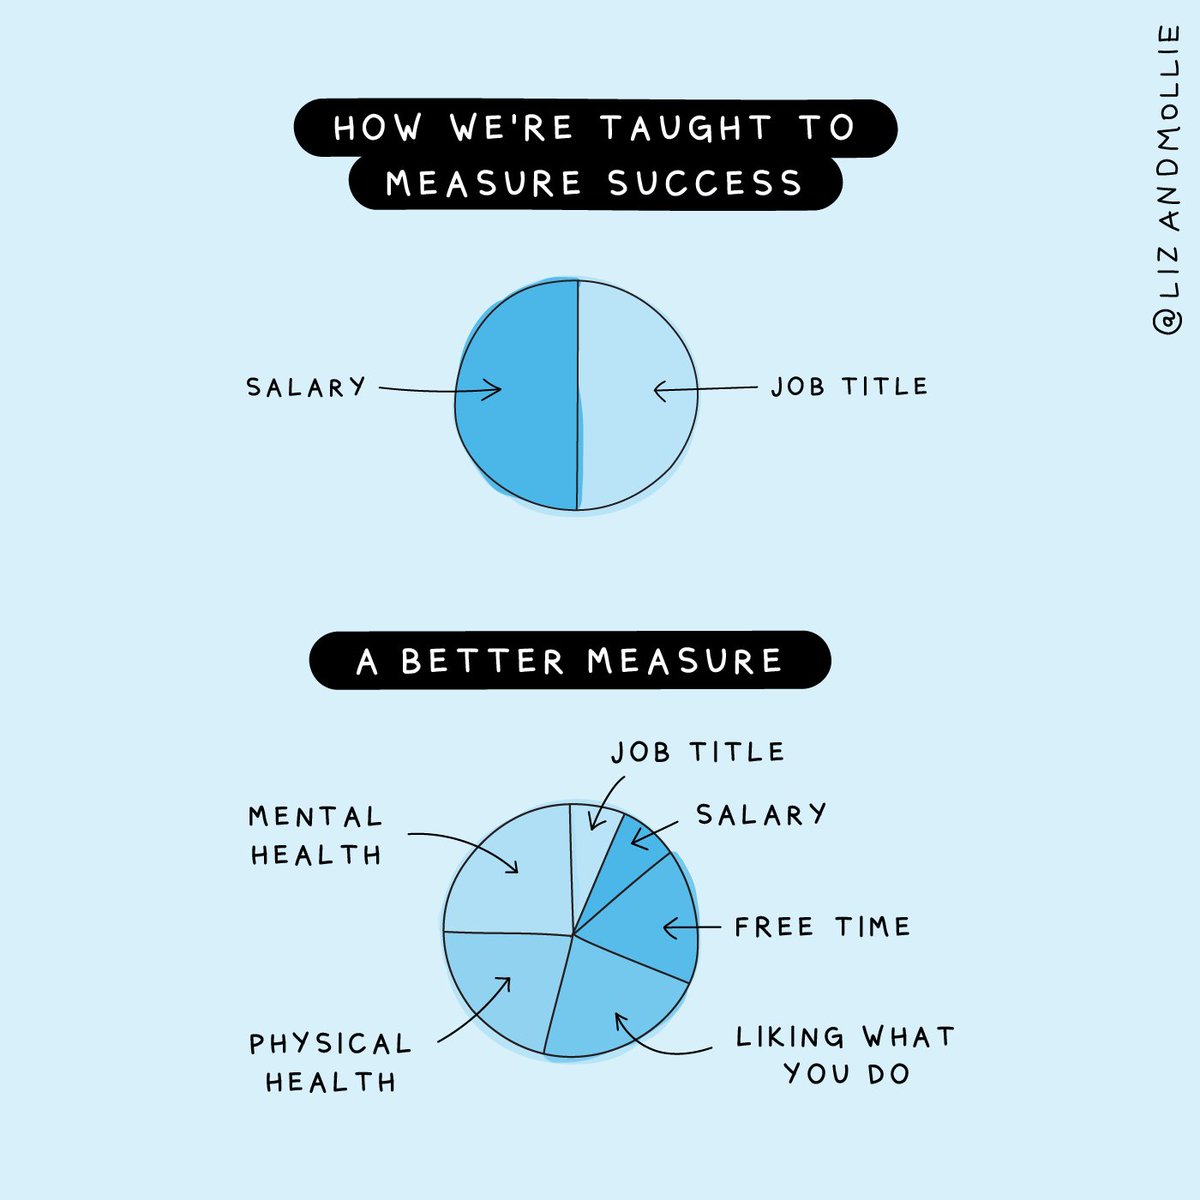 HOW WE'RE TAUGHT TO
MEASURE SUCCESS
SALARY
JOB TITLE
A BETTER MEASURE
JOB TITLE
SALARY
MENTAL
HEALTH
FREE TIME
LIKING WHAT
YOU DO
PHYSICAL
HEALTH
@LIZANDMOLLIE